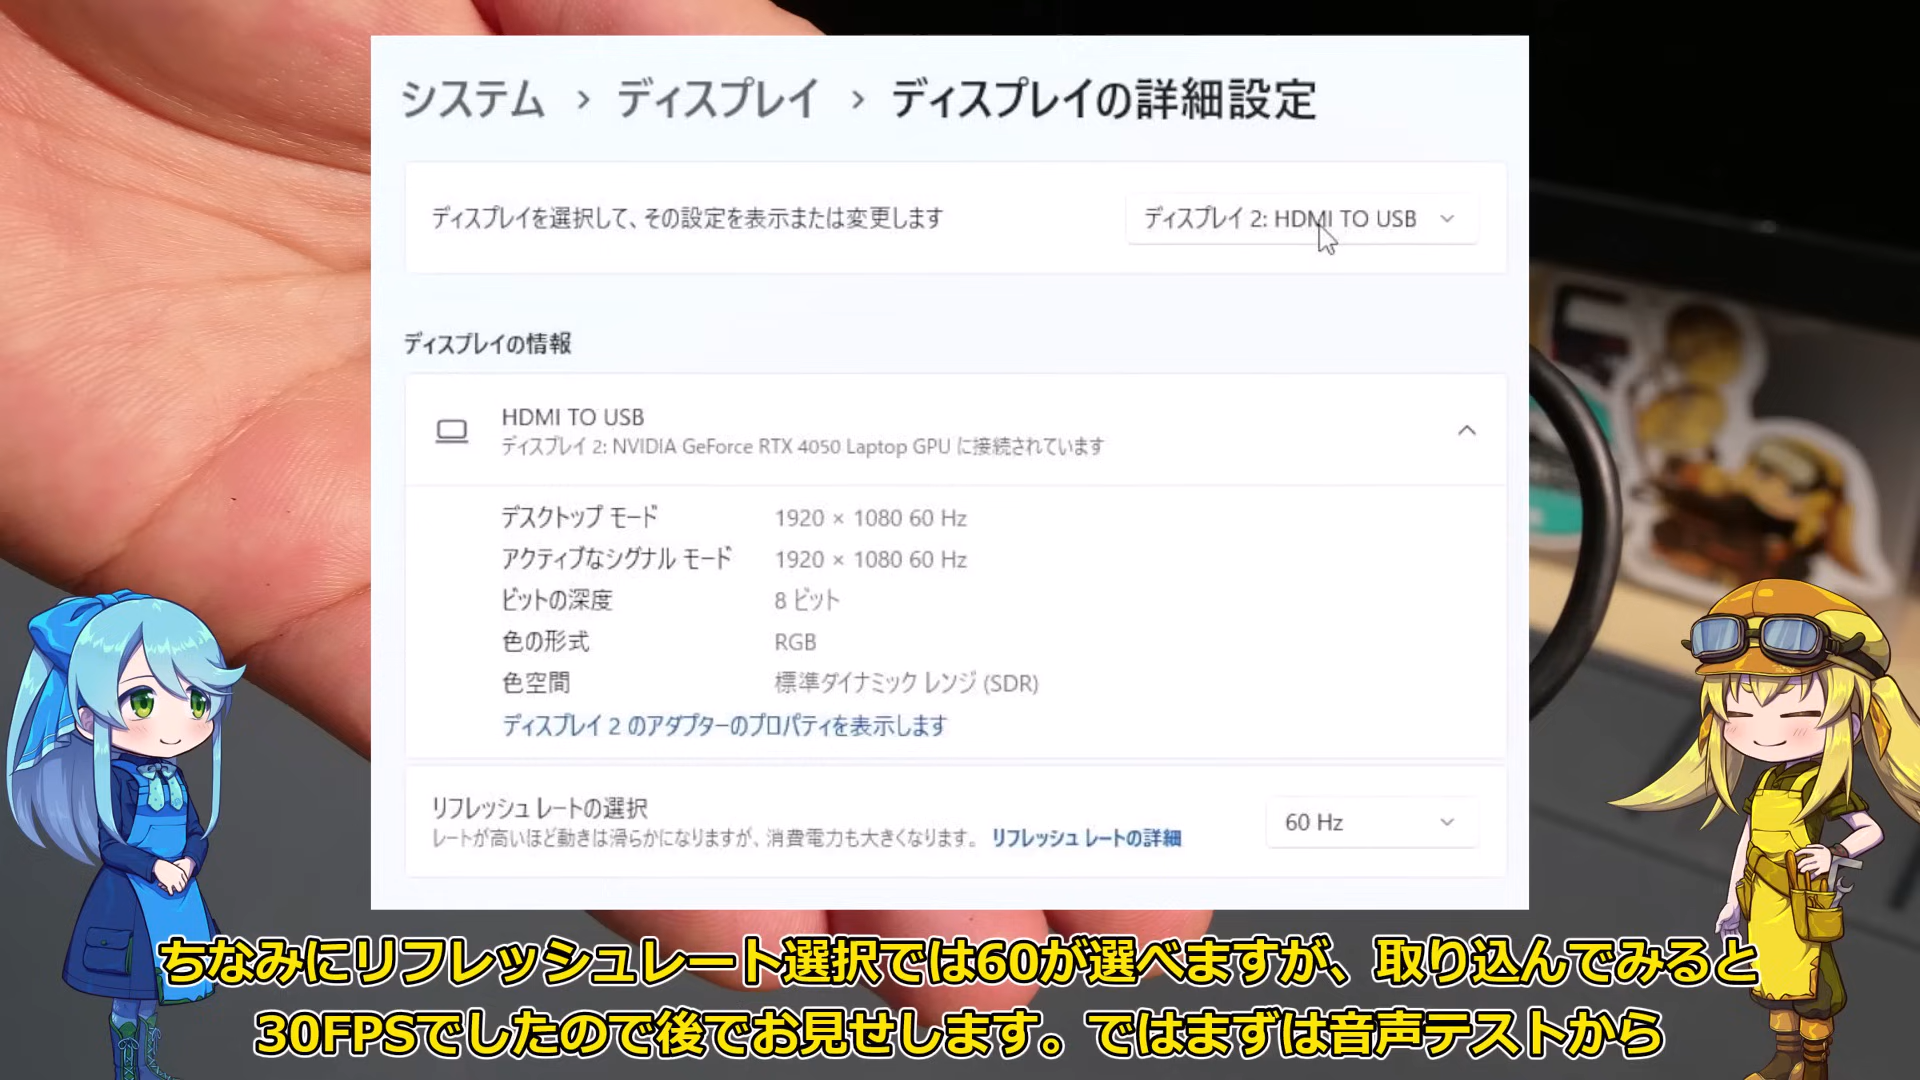 システム › ディスプレイ › ディスプレイの詳細設定
ディスプレイを選択して、その設定を表示または変更します
ディスプレイ 2: HDMI TO USB
ディスプレイの情報
HDMI TO USB
ディスプレイ 2: NVIDIA GeForce RTX 4050 Laptop GPU に接続されています
デスクトップ モード 1920 × 1080 60 Hz
アクティブなシグナル モード 1920 × 1080 60 Hz
ビットの深度 8 ビット
色の形式 RGB
色空間 標準ダイナミック レンジ (SDR)
ディスプレイ 2 のアダプターのプロパティを表示します
リフレッシュ レートの選択
レートが高いほど動きは滑らかになりますが、消費電力も大きくなります。 リフレッシュ レートの詳細
60 Hz
ちなみにリフレッシュレート選択では60が選べますが、取り込んでみると
30FPSでしたので後でお見せします。ではまずは音声テストから